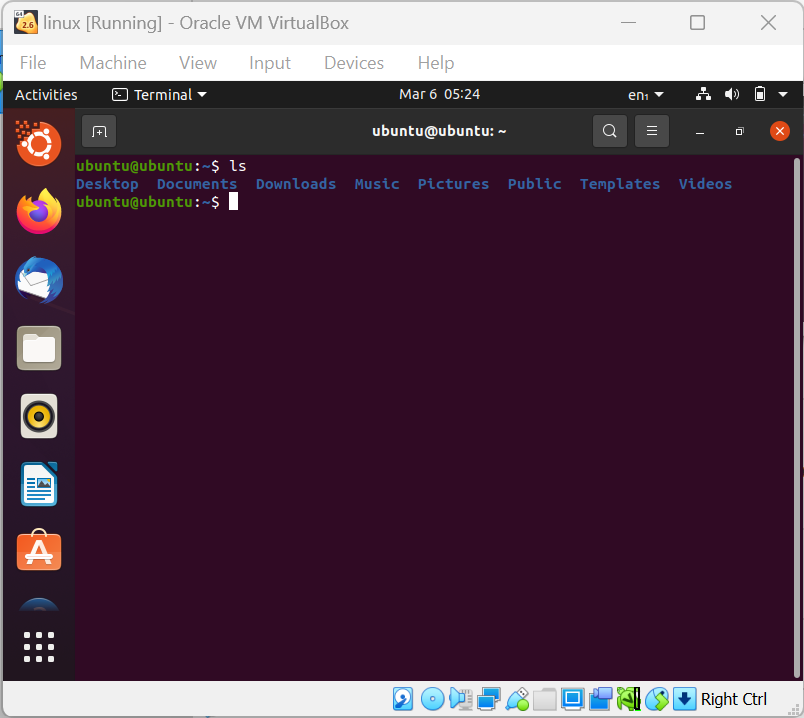 linux [Running] - Oracle VM VirtualBox
File Machine View Input Devices Help
Activities Terminal Mar 6 05:24 en₁
ubuntu@ubuntu: ~
ubuntu@ubuntu:~$ ls
Desktop Documents Downloads Music Pictures Public Templates Videos
ubuntu@ubuntu:~$
Right Ctrl